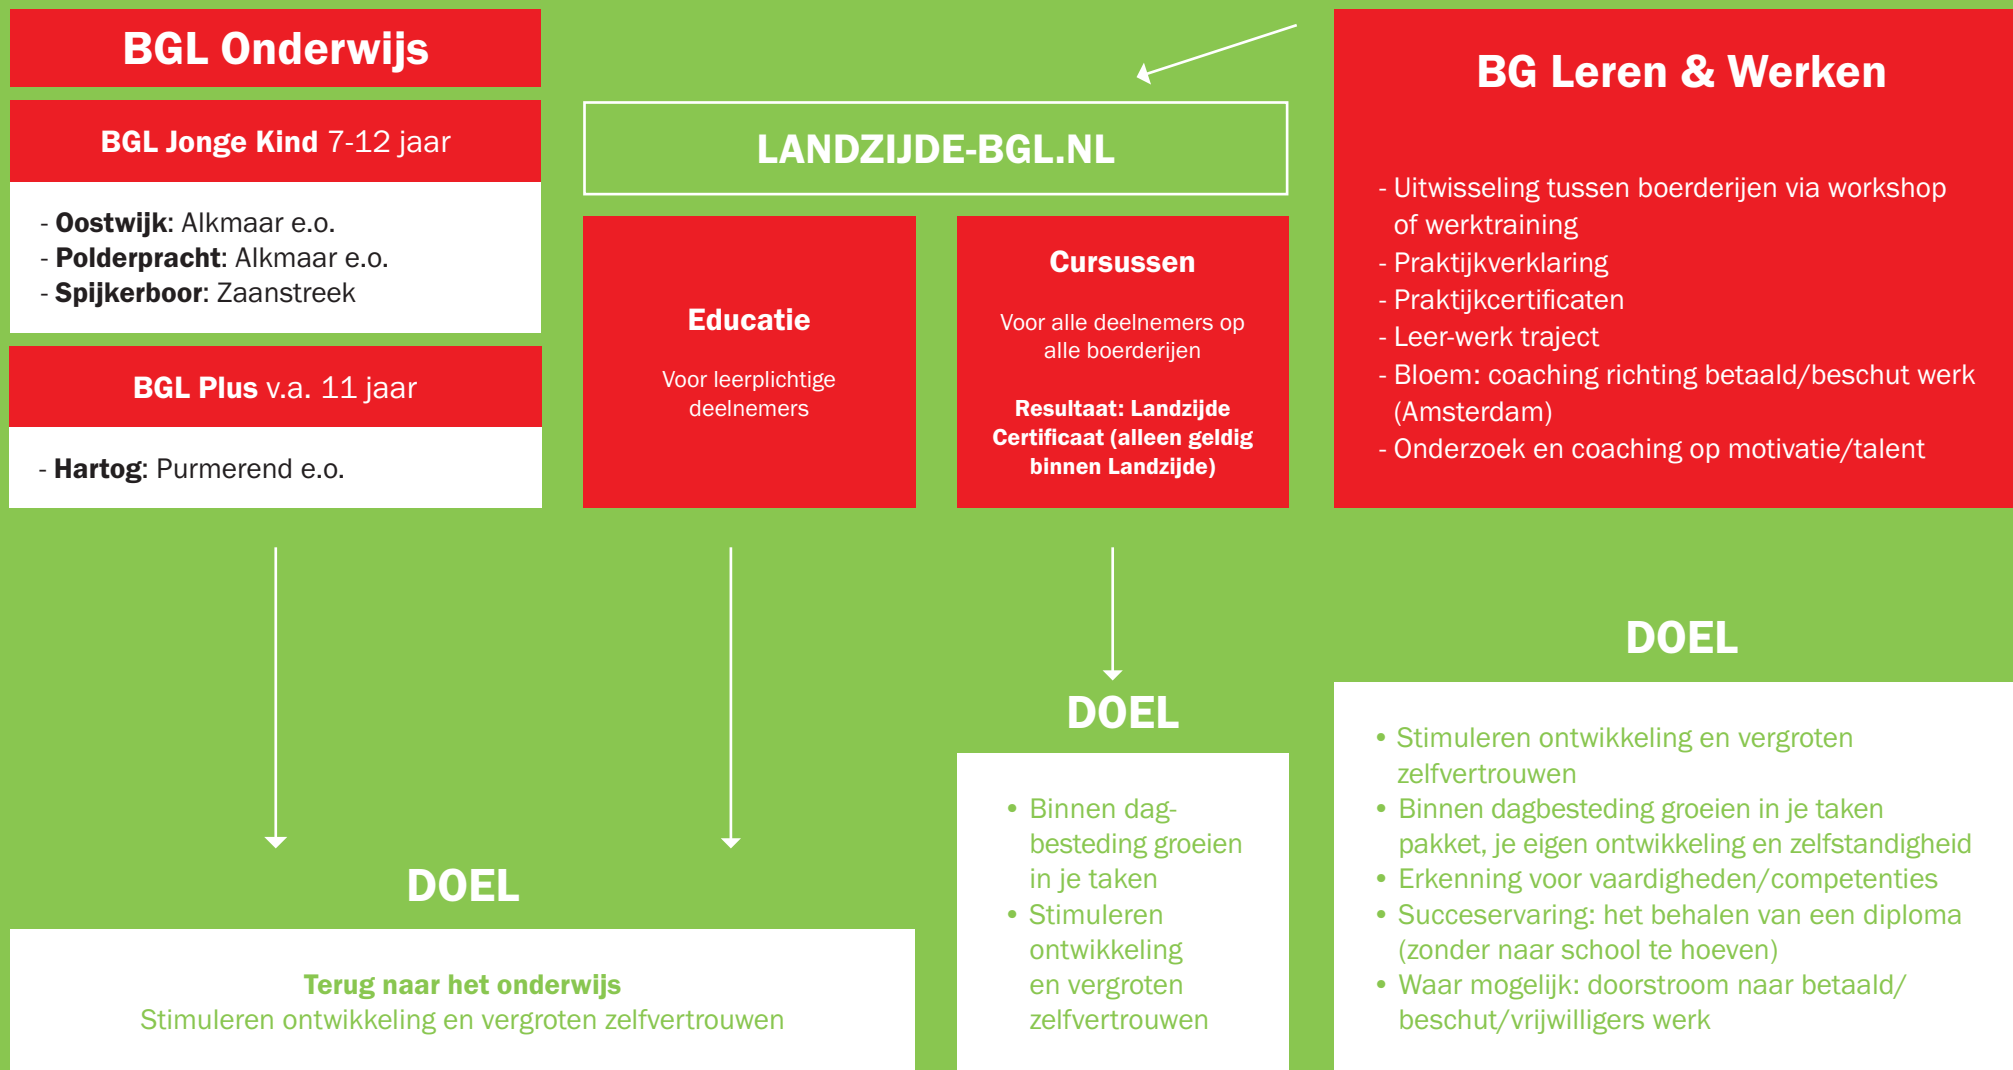 BGL Onderwijs
BGL Jonge Kind 7-12 jaar
- Oostwijk: Alkmaar e.o.
- Polderpracht: Alkmaar e.o.
- Spijkerboor: Zaanstreek
BGL Plus v.a. 11 jaar
- Hartog: Purmerend e.o.
LANDZIJDE-BGL.NL
Educatie
Voor leerplichtige
deelnemers
Cursussen
Voor alle deelnemers op
alle boerderijen
Resultaat: Landzijde
Certificaat (alleen geldig
binnen Landzijde)
BG Leren & Werken
- Uitwisseling tussen boerderijen via workshop
of werktraining
- Praktijkverklaring
- Praktijkcertificaten
- Leer-werk traject
- Bloem: coaching richting betaald/beschut werk
(Amsterdam)
- Onderzoek en coaching op motivatie/talent
DOEL
Terug naar het onderwijs
Stimuleren ontwikkeling en vergroten zelfvertrouwen
DOEL
• Binnen dag-
besteding groeien
in je taken
• Stimuleren
ontwikkeling
en vergroten
zelfvertrouwen
DOEL
• Stimuleren ontwikkeling en vergroten
zelfvertrouwen
• Binnen dagbesteding groeien in je taken
pakket, je eigen ontwikkeling en zelfstandigheid
• Erkenning voor vaardigheden/competenties
• Succeservaring: het behalen van een diploma
(zonder naar school te hoeven)
• Waar mogelijk: doorstroom naar betaald/
beschut/vrijwilligers werk